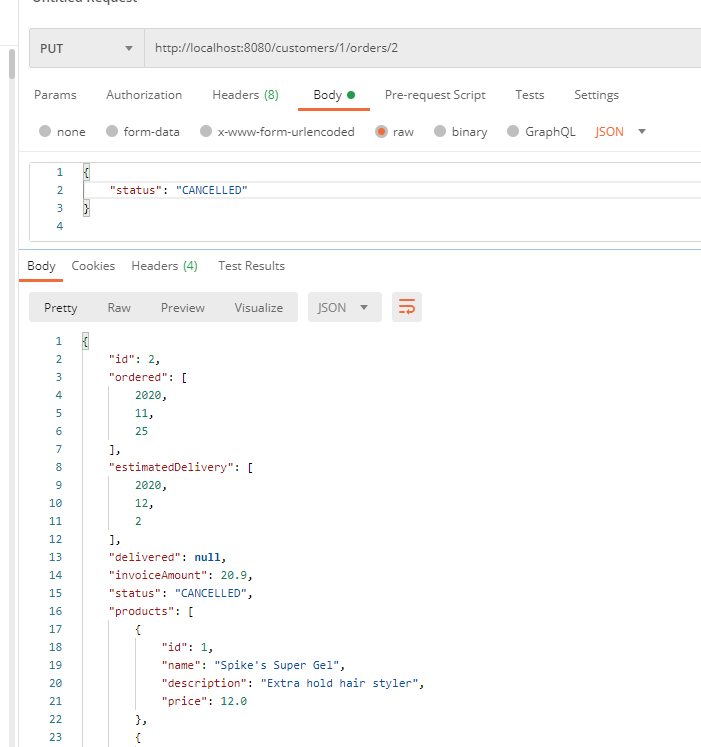 Untitled Request
PUT http://localhost:8080/customers/1/orders/2
Params Authorization Headers (8) Body Pre-request Script Tests Settings
none form-data x-www-form-urlencoded raw binary GraphQL JSON
1 {
2 "status": "CANCELLED"
3 }
4
Body Cookies Headers (4) Test Results
Pretty Raw Preview Visualize JSON
1 {
2 "id": 2,
3 "ordered": [
4 2020,
5 11,
6 25
7 ],
8 "estimatedDelivery": [
9 2020,
10 12,
11 2
12 ],
13 "delivered": null,
14 "invoiceAmount": 20.9,
15 "status": "CANCELLED",
16 "products": [
17 {
18 "id": 1,
19 "name": "Spike's Super Gel",
20 "description": "Extra hold hair styler",
21 "price": 12.0
22 },
23 {